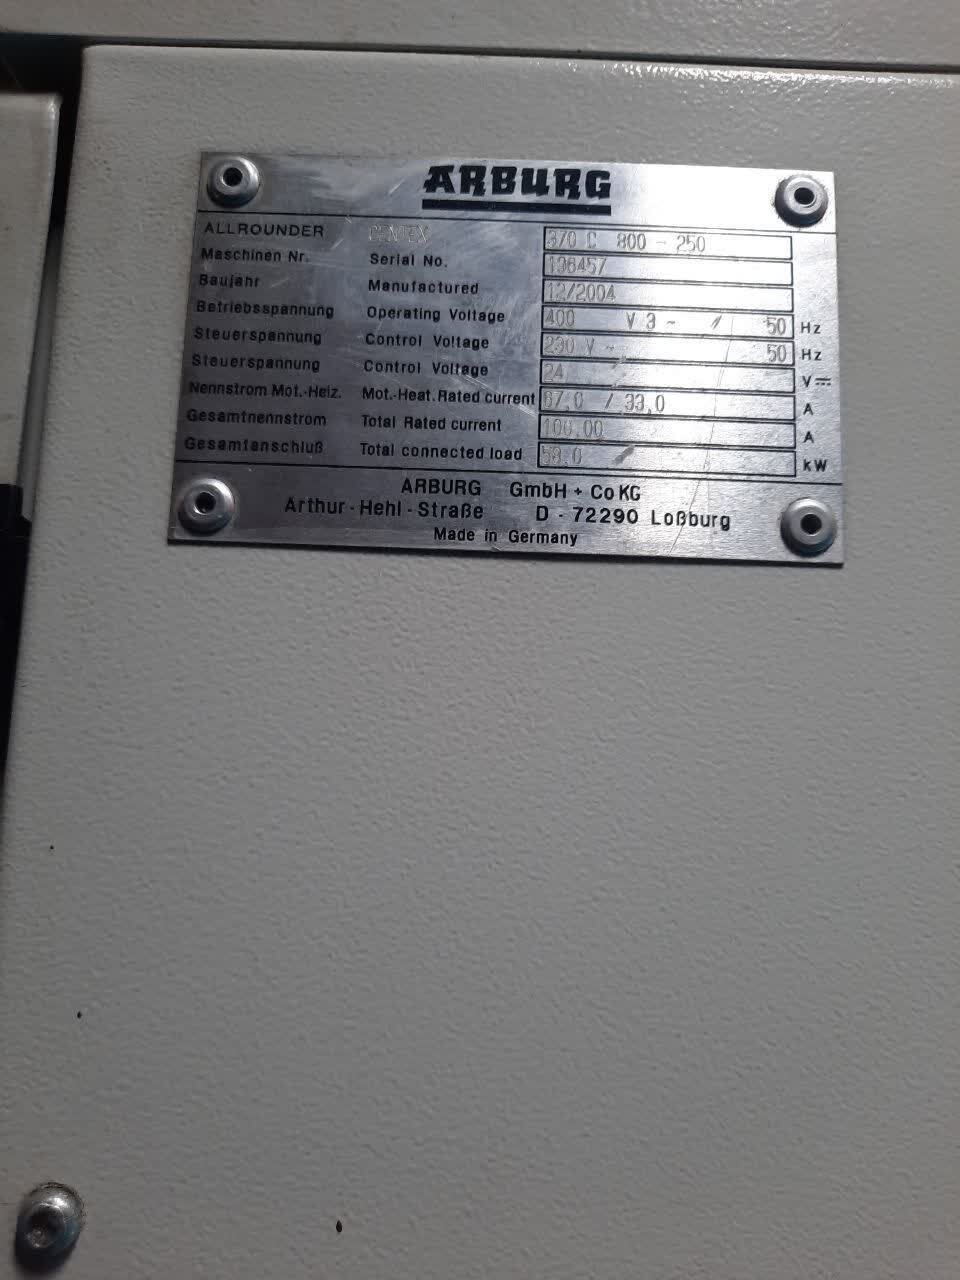 ARBURG
ALLROUNDER CENTEX 370 C 800 - 250
Maschinen Nr. Serial No. 196457
Baujahr Manufactured 12/2004
Betriebsspannung Operating Voltage 400 V 3 ~ / 50 Hz
Steuerspannung Control Voltage 230 V ~ 50 Hz
Steuerspannung Control Voltage 24 V
Nennstrom Mot.-Heiz. Mot.-Heat. Rated current 67,0 / 33,0 A
Gesamtnennstrom Total Rated current 100,00 A
Gesamtanschluß Total connected load 58,0 kW
ARBURG GmbH + Co KG
Arthur - Hehl - Straße D - 72290 Loßburg
Made in Germany